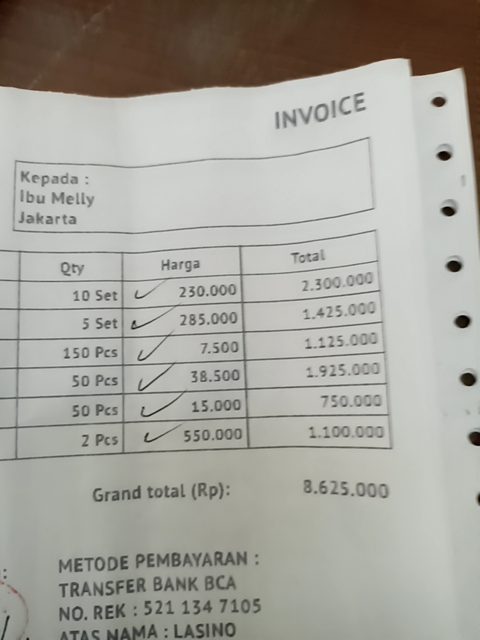 INVOICE
Kepada :
Ibu Melly
Jakarta
Qty Harga Total
10 Set 230.000 2.300.000
5 Set 285.000 1.425.000
150 Pcs 7.500 1.125.000
50 Pcs 38.500 1.925.000
50 Pcs 15.000 750.000
2 Pcs 550.000 1.100.000
Grand total (Rp): 8.625.000
METODE PEMBAYARAN :
TRANSFER BANK BCA
NO. REK : 521 134 7105
ATAS NAMA : LASINO